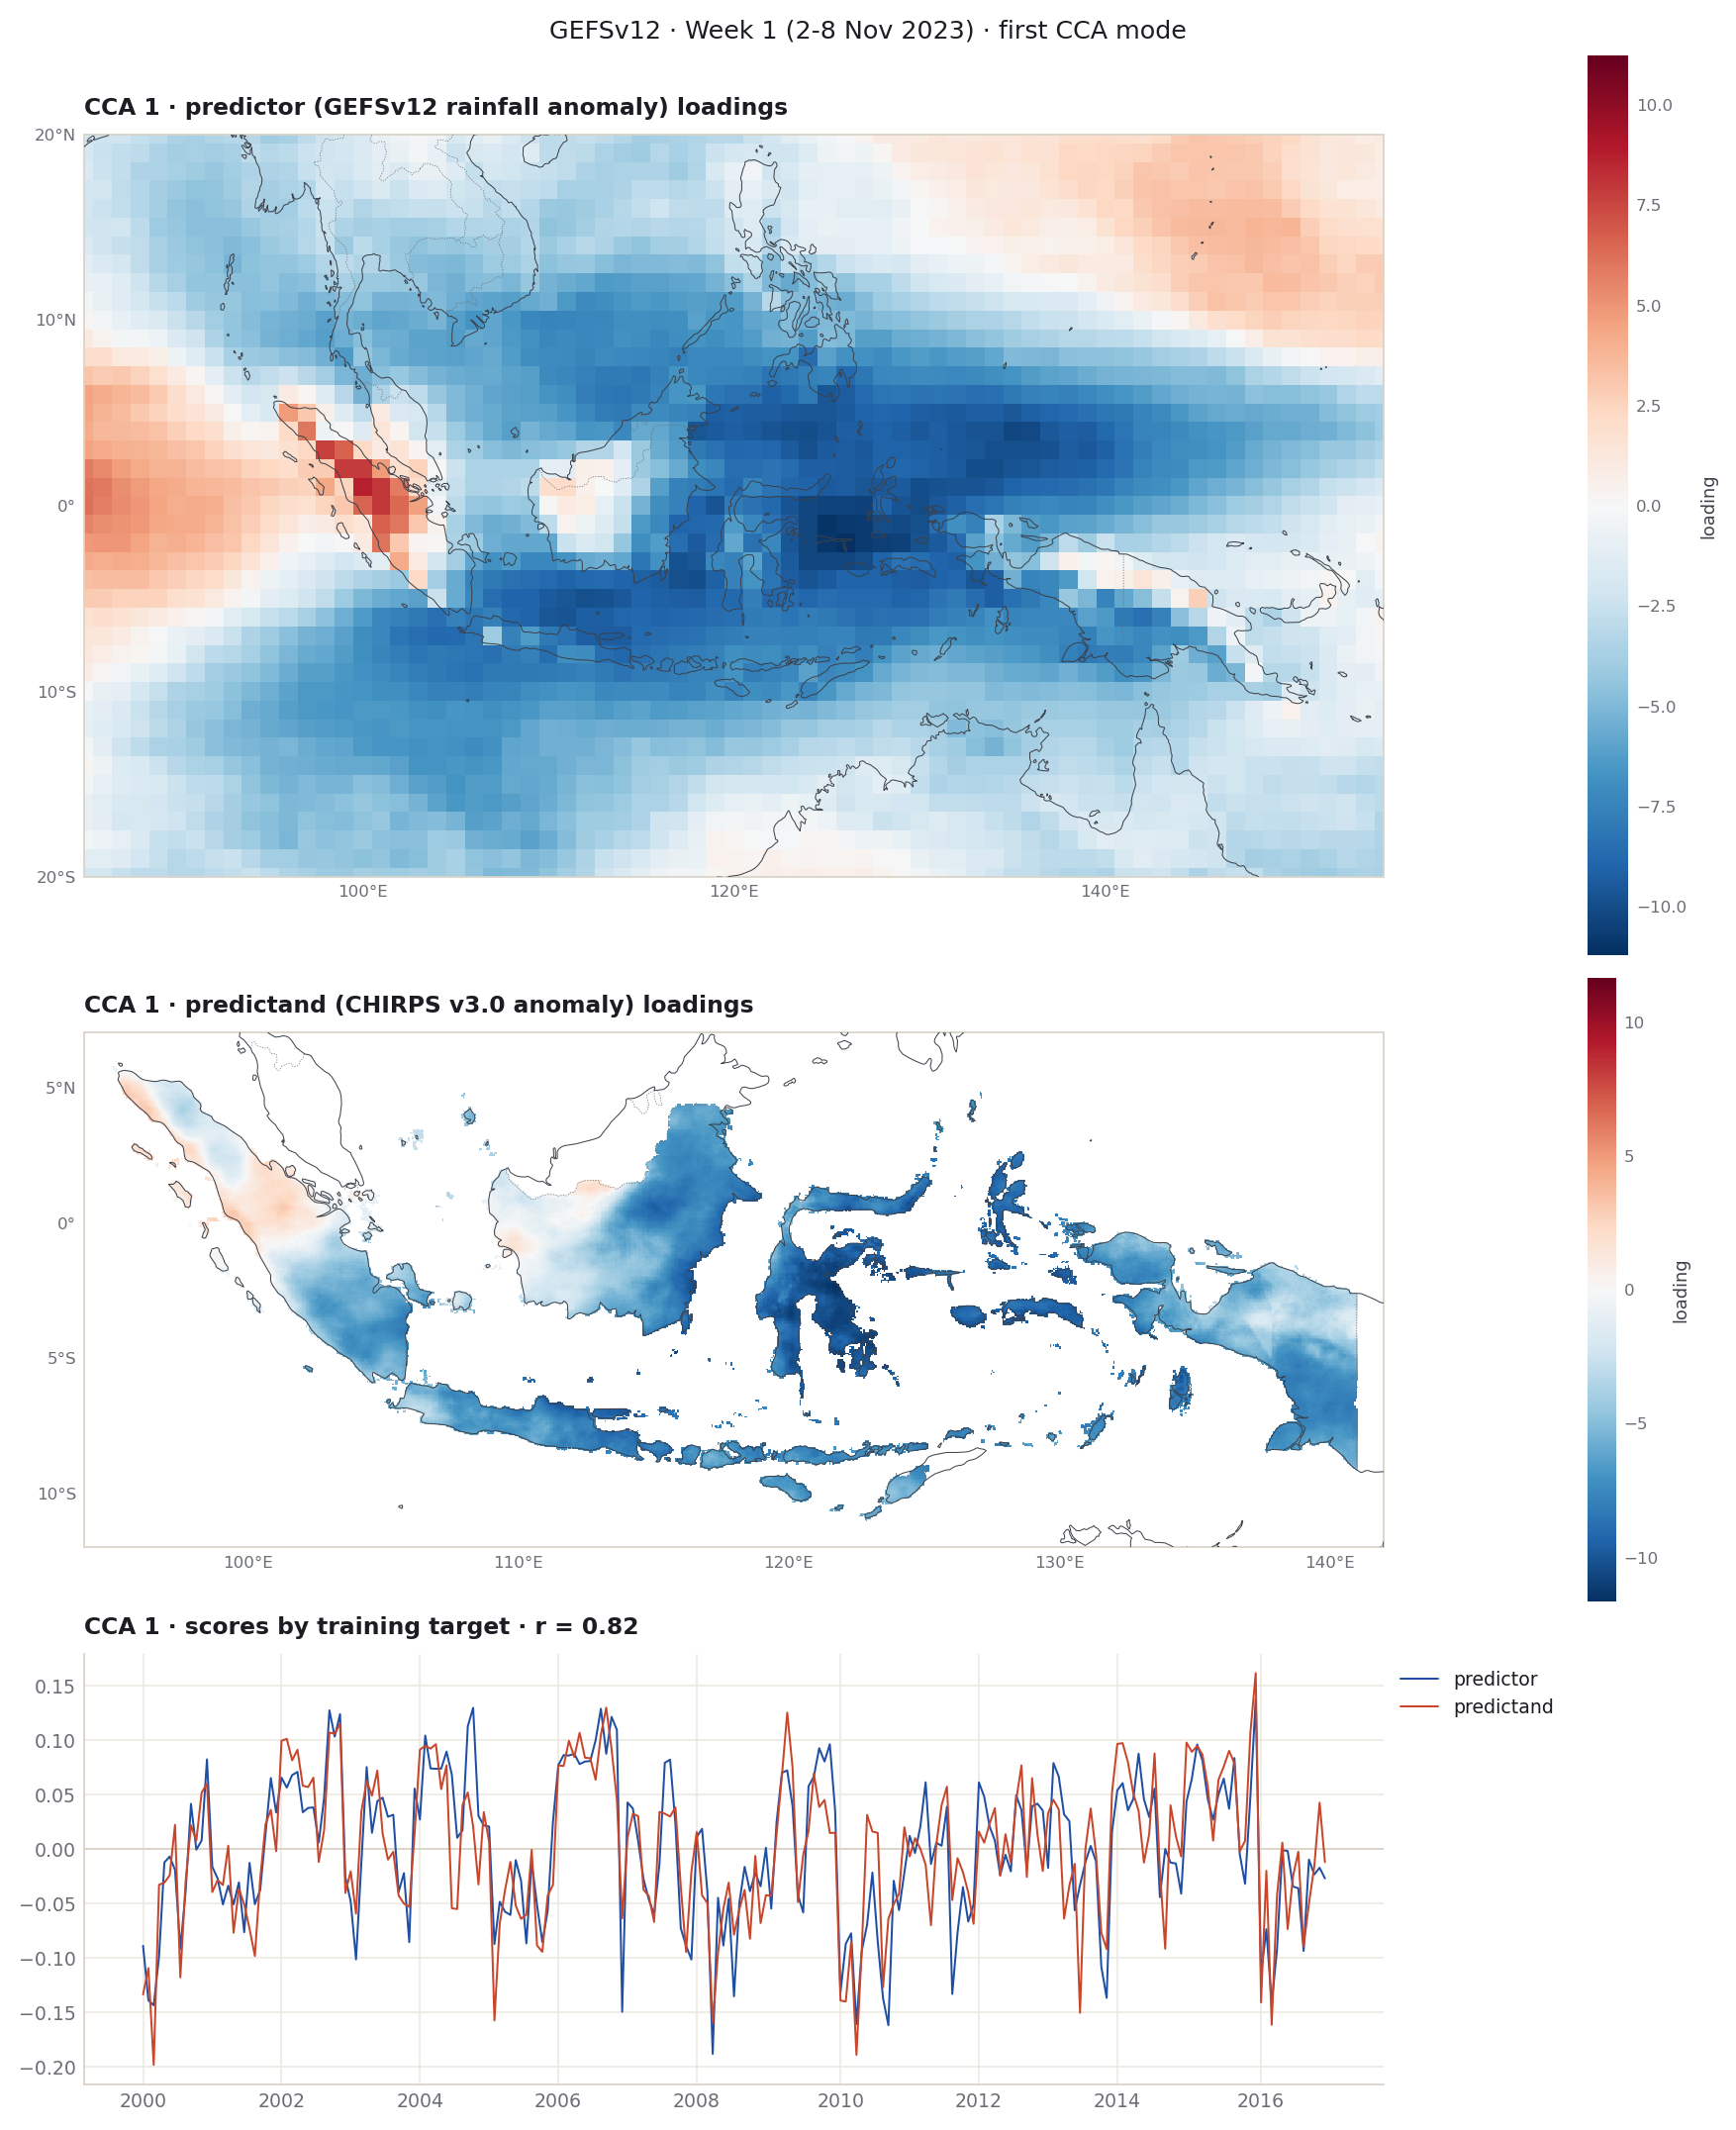 GEFSv12 · Week 1 (2-8 Nov 2023) · first CCA mode
CCA 1 · predictor (GEFSv12 rainfall anomaly) loadings
20°N
10°N
0°
10°S
20°S
100°E
120°E
140°E
10.0
7.5
5.0
2.5
0.0
−2.5
−5.0
−7.5
−10.0
loading
CCA 1 · predictand (CHIRPS v3.0 anomaly) loadings
5°N
0°
5°S
10°S
100°E
110°E
120°E
130°E
140°E
10
5
0
−5
−10
loading
CCA 1 · scores by training target · r = 0.82
0.15
0.10
0.05
0.00
−0.05
−0.10
−0.15
−0.20
2000
2002
2004
2006
2008
2010
2012
2014
2016
predictor
predictand